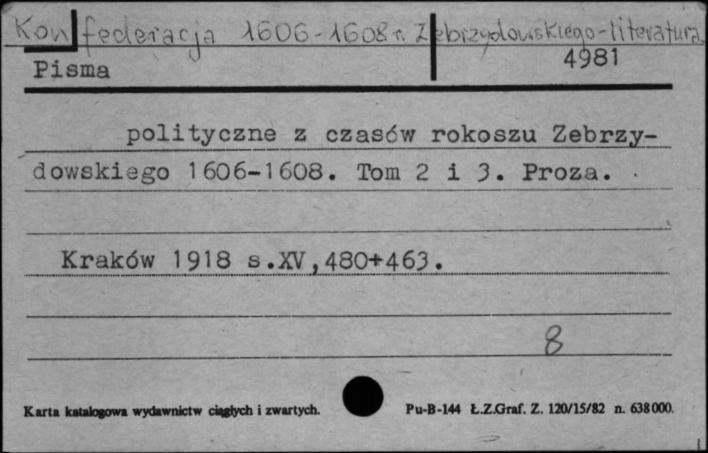 Konfederacja 1606-1608 r. Zebrzydowskiego-literatura
4981
Pisma
polityczne z czasów rokoszu Zebrzy-
dowskiego 1606-1608. Tom 2 i 3. Proza.
Kraków 1918 s.XV,480+463.
8
Karta katalogowa wydawnictw ciągłych i zwartych.
Pu-B-144 Ł.Z.Graf. Z. 120/15/82 n. 638000.